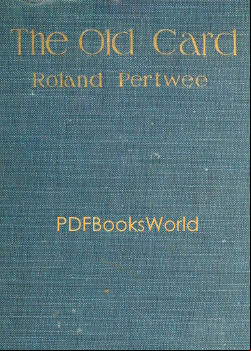 The Old Card
Roland Pertwee
PDFBooksWorld